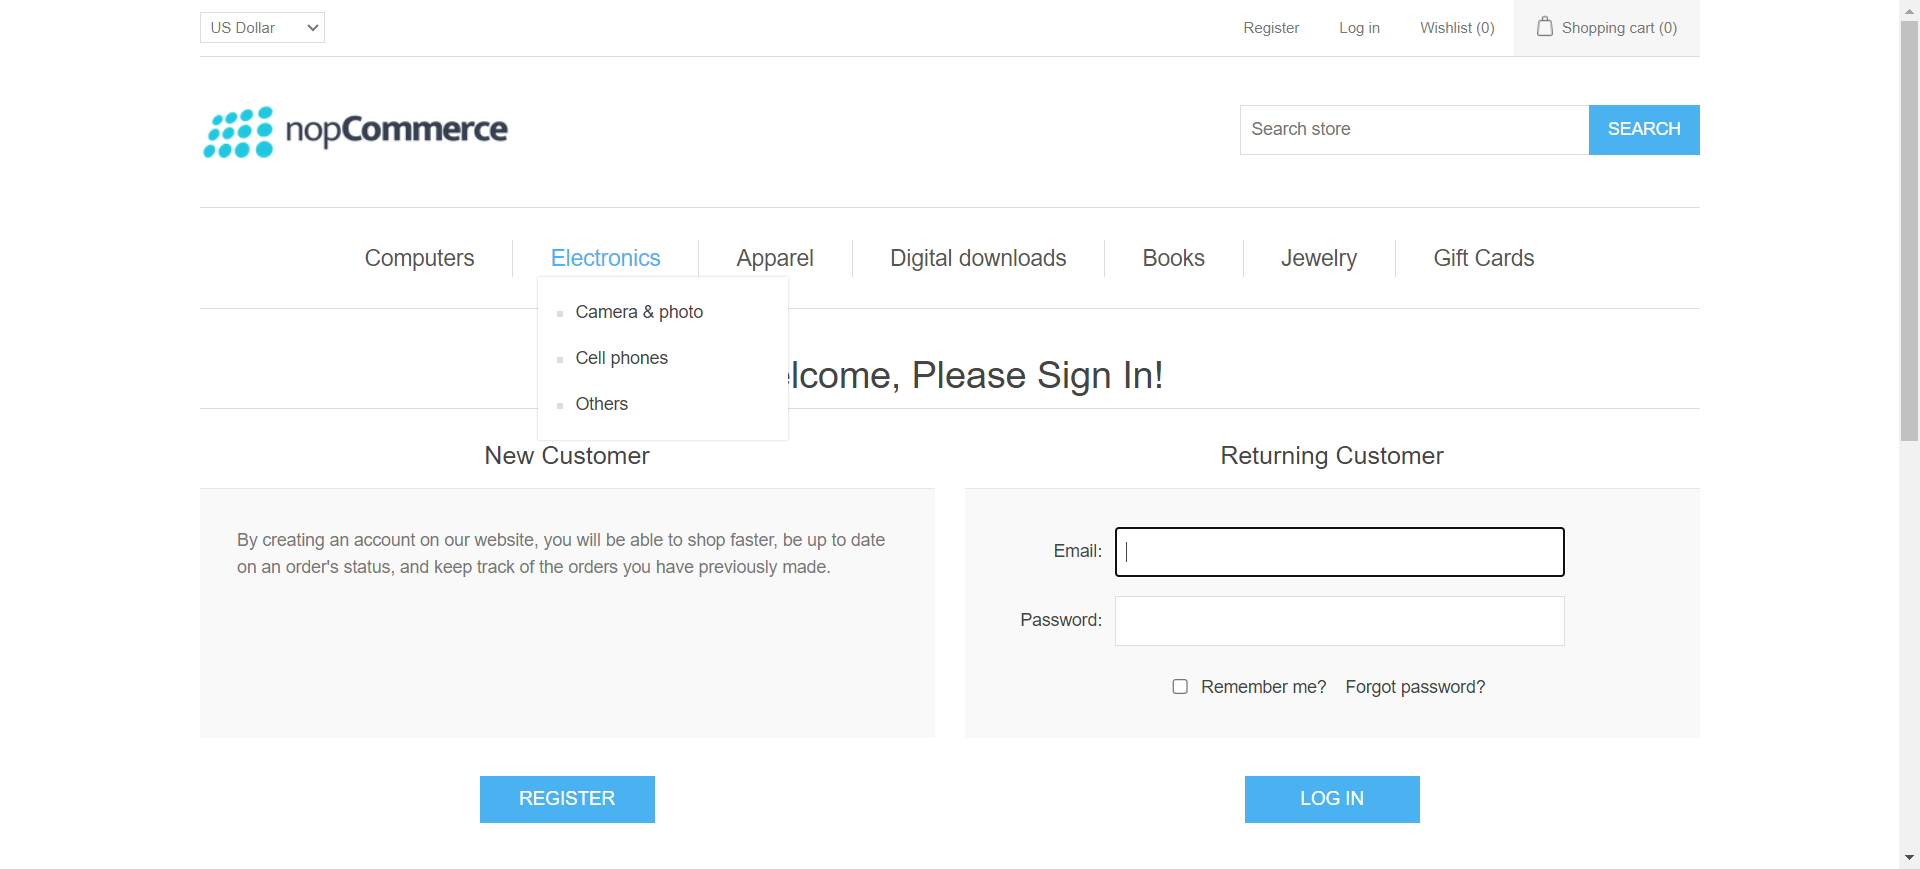 US Dollar
Register
Log in
Wishlist (0)
Shopping cart (0)
nopCommerce
Search store
SEARCH
Computers
Electronics
Apparel
Digital downloads
Books
Jewelry
Gift Cards
Camera & photo
Cell phones
Others
lcome, Please Sign In!
New Customer
By creating an account on our website, you will be able to shop faster, be up to date
on an order's status, and keep track of the orders you have previously made.
REGISTER
Returning Customer
Email:
Password:
Remember me?
Forgot password?
LOG IN